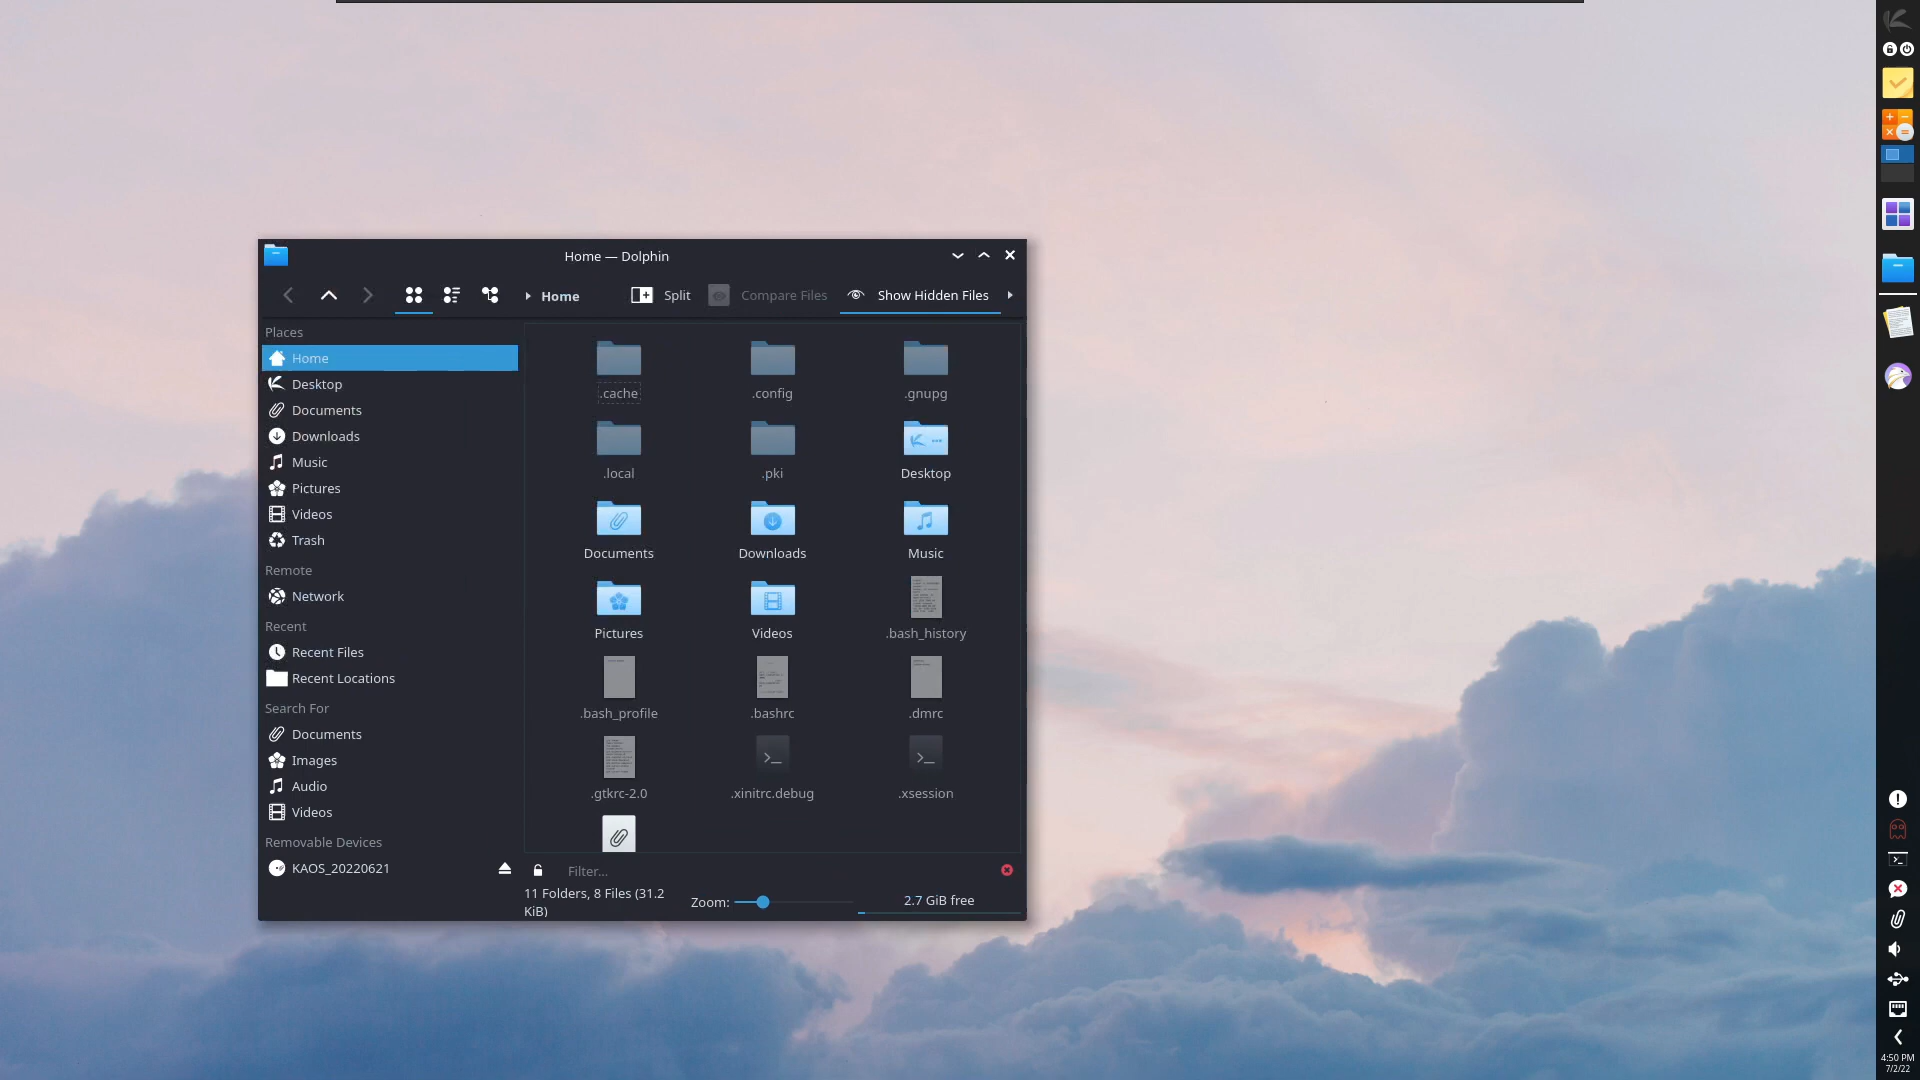 Home — Dolphin
Home
Split
Compare Files
Show Hidden Files
Places
Home
Desktop
Documents
Downloads
Music
Pictures
Videos
Trash
Remote
Network
Recent
Recent Files
Recent Locations
Search For
Documents
Images
Audio
Videos
Removable Devices
KAOS_20220621
.cache
.config
.gnupg
.local
.pki
Desktop
Documents
Downloads
Music
Pictures
Videos
.bash_history
.bash_profile
.bashrc
.dmrc
.gtkrc-2.0
.xinitrc.debug
.xsession
Filter...
11 Folders, 8 Files (31.2
KiB)
Zoom:
2.7 GiB free
4:50 PM
7/2/22